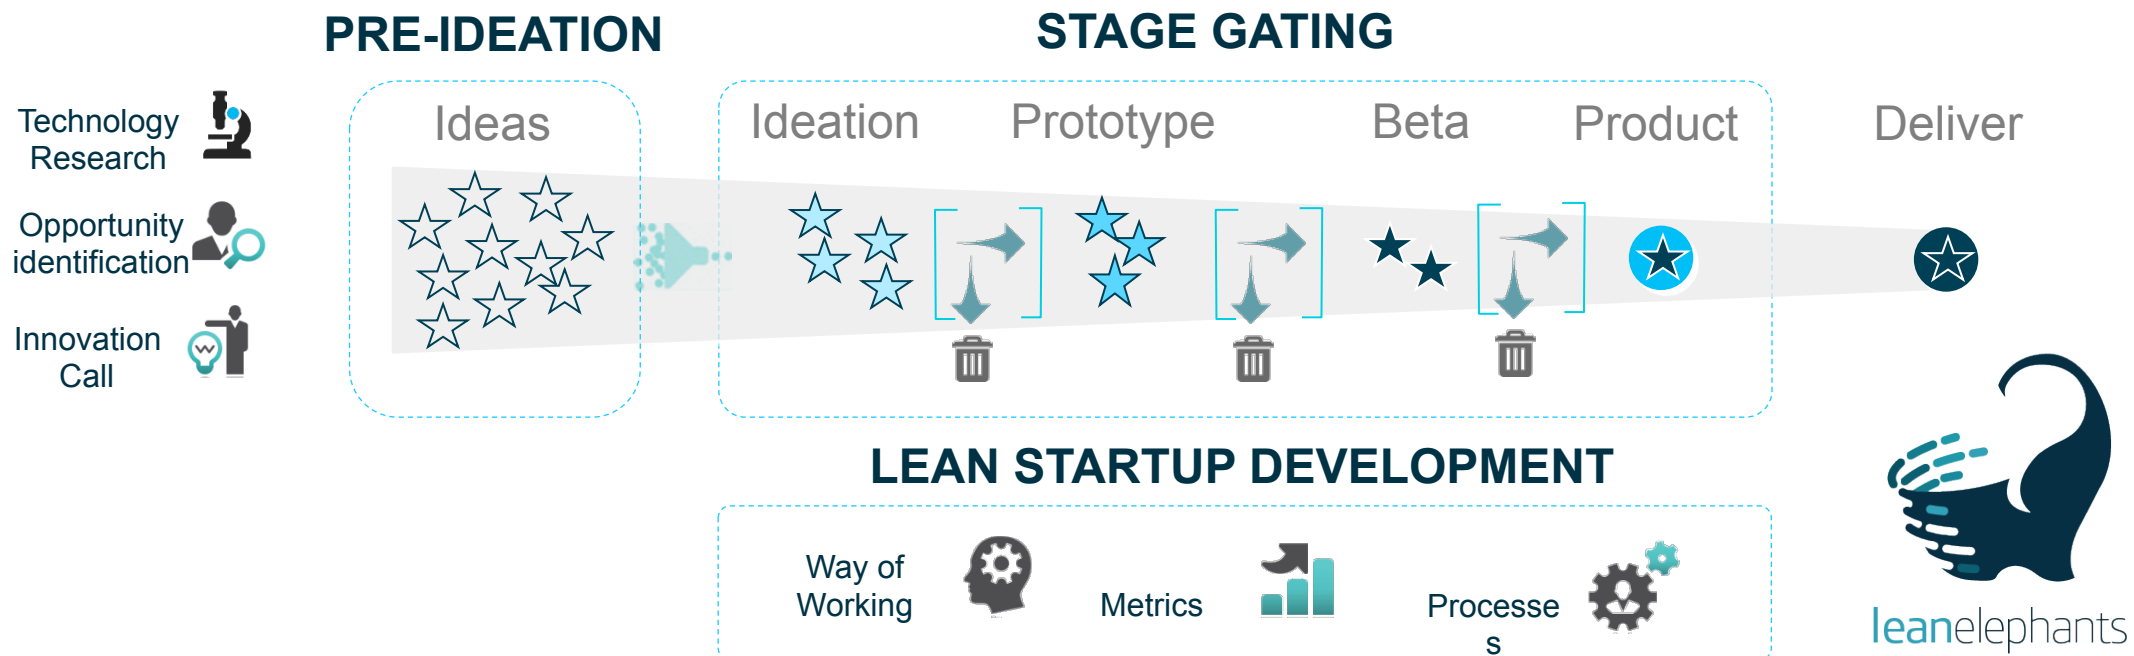 PRE-IDEATION
STAGE GATING
Technology
Research
Opportunity
identification
Innovation
Call
Ideas
Ideation
Prototype
Beta
Product
Deliver
LEAN STARTUP DEVELOPMENT
Way of
Working
Metrics
Processe
s
leanelephants